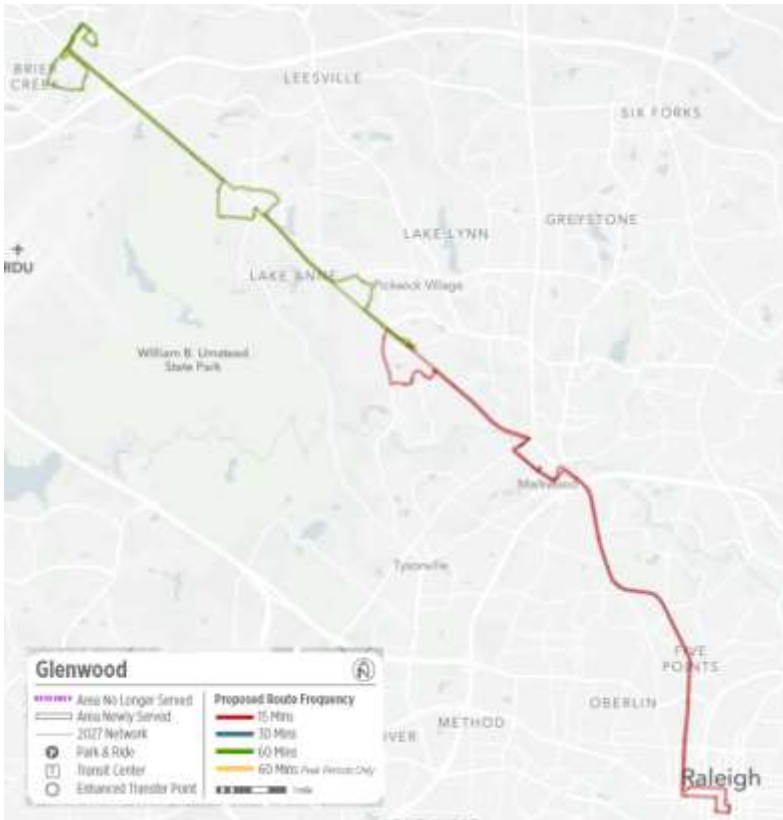 BRIER
CREEK
LEESVILLE
SIX FORKS
GREYSTONE
LAKE LYNN
RDU
LAKE ANNE
Pickwick Village
William B. Umstead
State Park
Tysonville
FIVE
POINTS
OBERLIN
METHOD
OVER
Raleigh
Glenwood
N
Area No Longer Served
Area Newly Served
2027 Network
P Park & Ride
T Transit Center
Enhanced Transfer Point
Proposed Route Frequency
15 Mins
30 Mins
60 Mins
60 Mins Peak Periods Only
1 mile